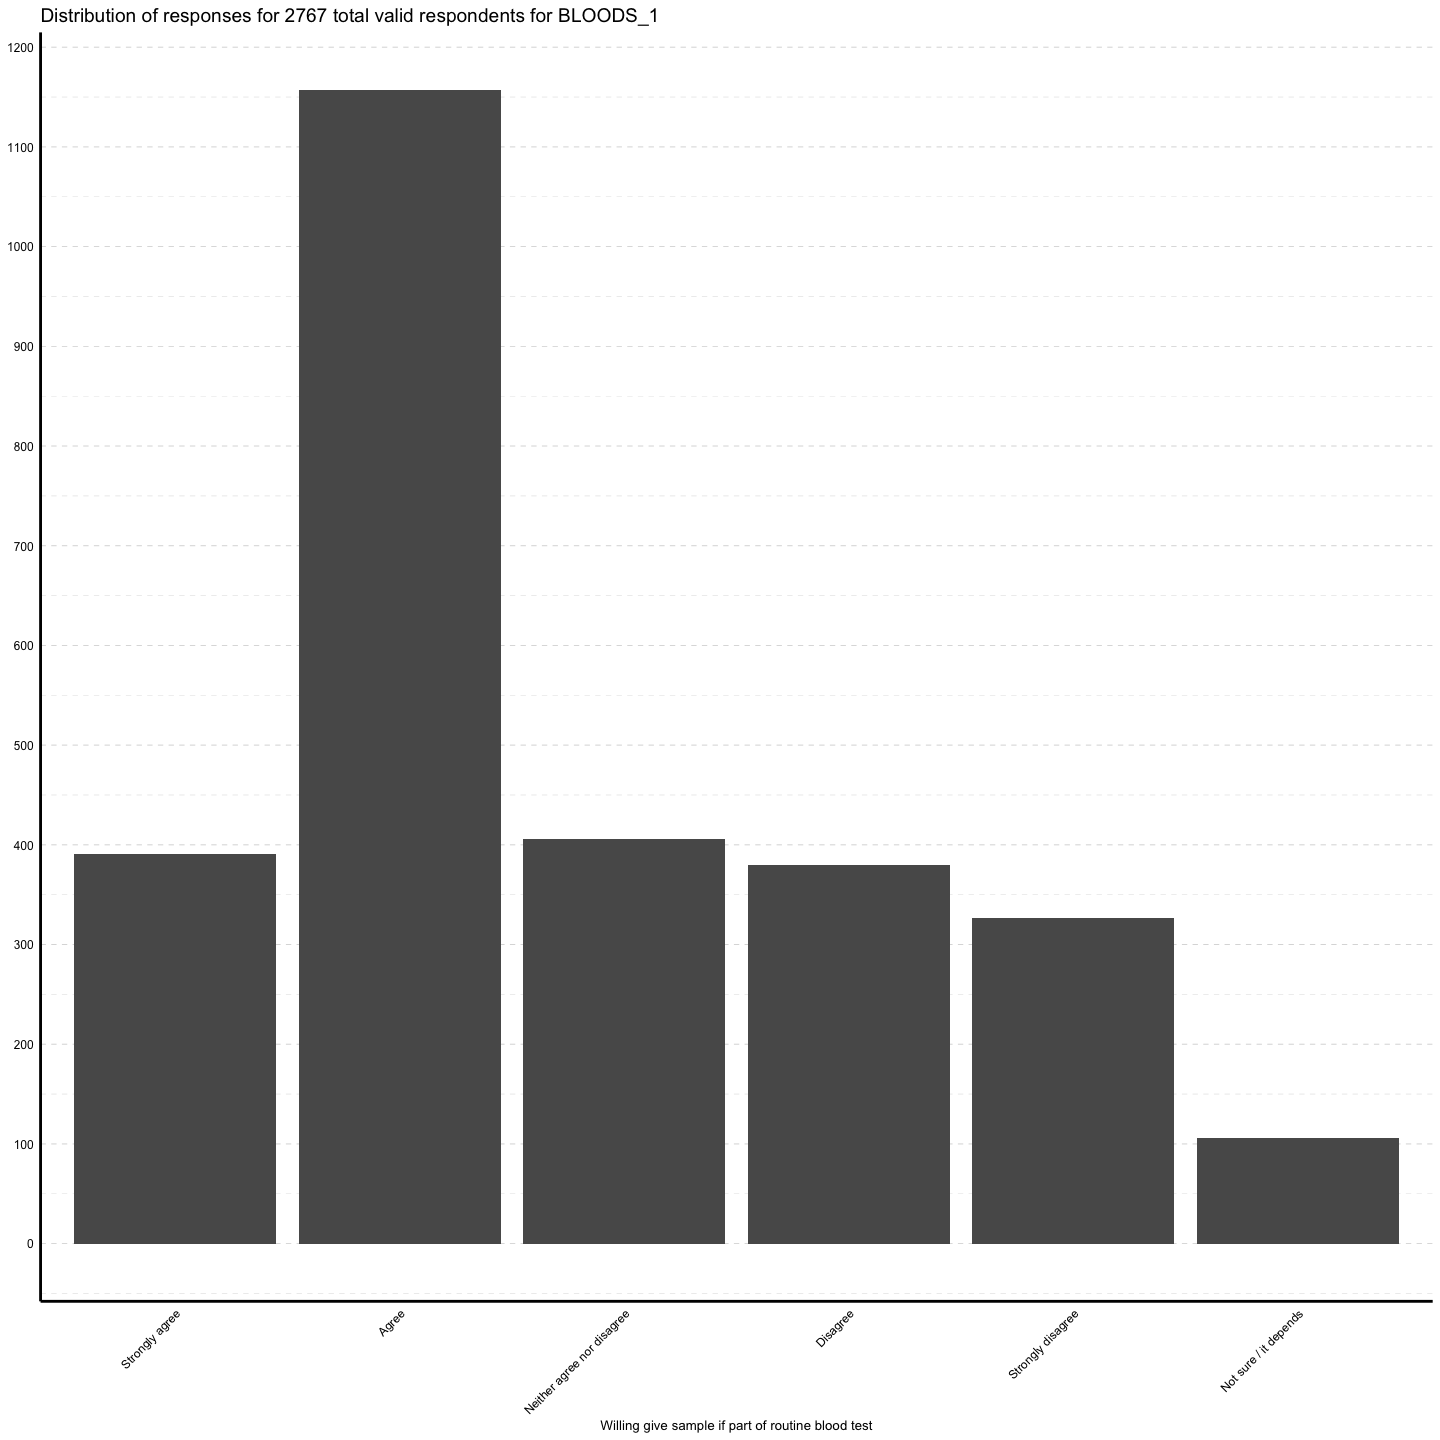 Distribution of responses for 2767 total valid respondents for BLOODS_1
1200
1100
1000
900
800
700
600
500
400
300
200
100
0
Strongly agree
Agree
Neither agree nor disagree
Disagree
Strongly disagree
Not sure / it depends
Willing give sample if part of routine blood test